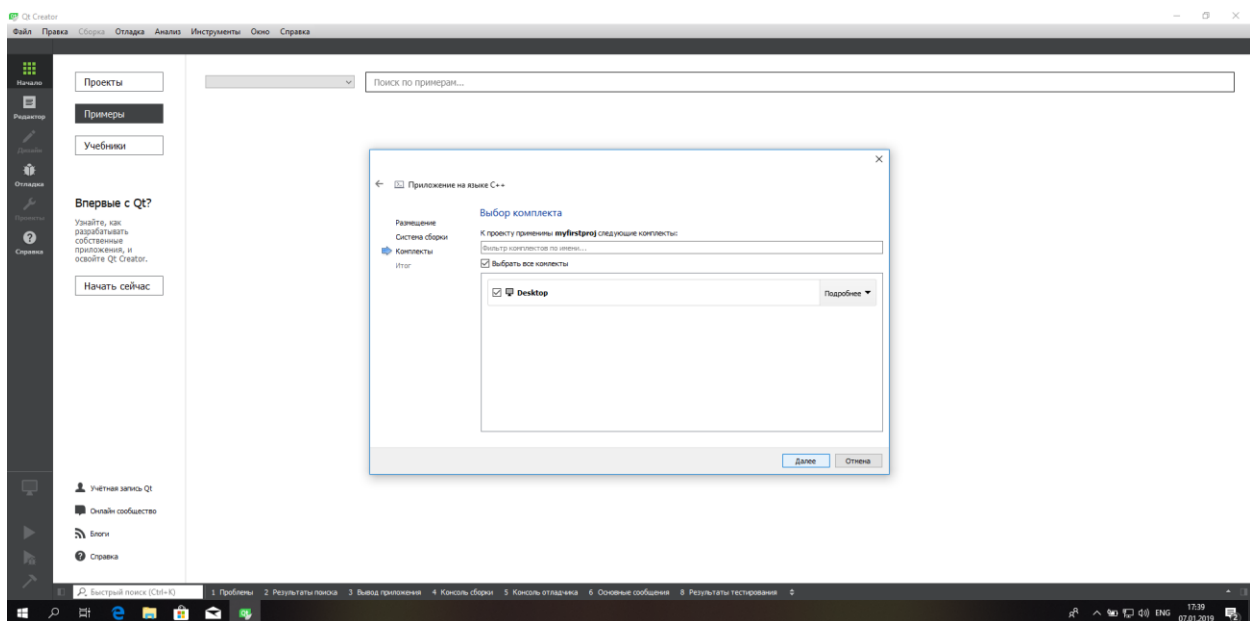 Qt Creator
Файл Правка Сборка Отладка Анализ Инструменты Окно Справка
Начало
Редактор
Дизайн
Отладка
Проекты
Справка
Проекты
Примеры
Учебники
Поиск по примерам...
Впервые с Qt?
Узнайте, как
разрабатывать
собственные
приложения, и
освойте Qt Creator.
Начать сейчас
Учётная запись Qt
Онлайн сообщество
Блоги
Справка
Приложение на языке C++
Размещение
Система сборки
Комплекты
Итог
Выбор комплекта
К проекту применимы myfirstproj следующие комплекты:
Фильтр комплектов по имени...
Выбрать все комлекты
Desktop
Подробнее
Далее Отмена
Быстрый поиск (Ctrl+K) 1 Проблемы 2 Результаты поиска 3 Вывод приложения 4 Консоль сборки 5 Консоль отладчика 6 Основные сообщения 8 Результаты тестирования
ENG
17:39
07.01.2019